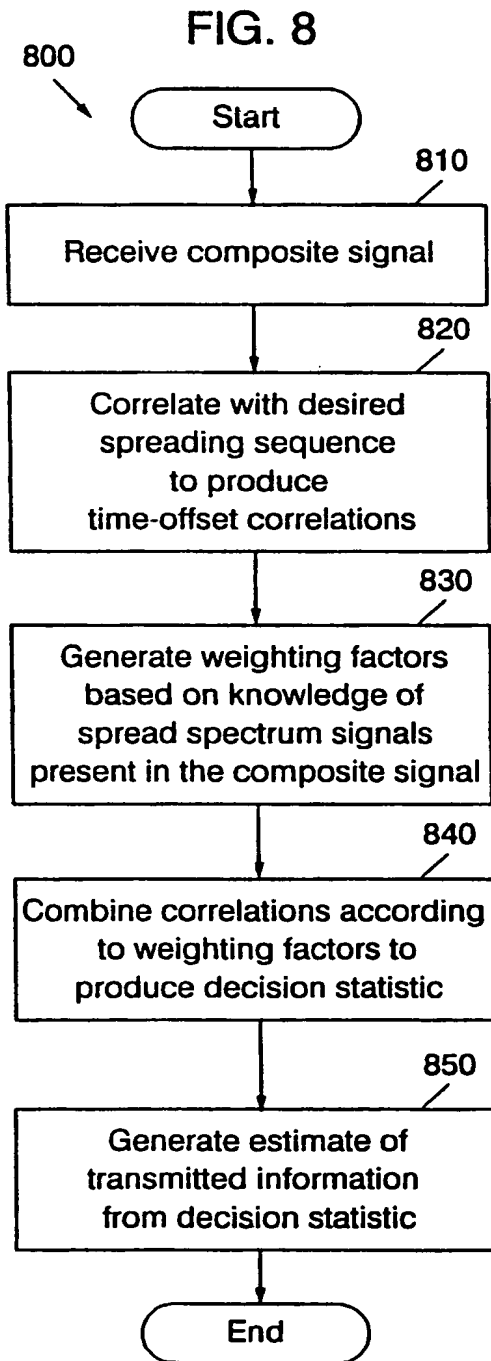 FIG. 8
800
Start
810
Receive composite signal
820
Correlate with desired
spreading sequence
to produce
time-offset correlations
830
Generate weighting factors
based on knowledge of
spread spectrum signals
present in the composite signal
840
Combine correlations according
to weighting factors to
produce decision statistic
850
Generate estimate of
transmitted information
from decision statistic
End